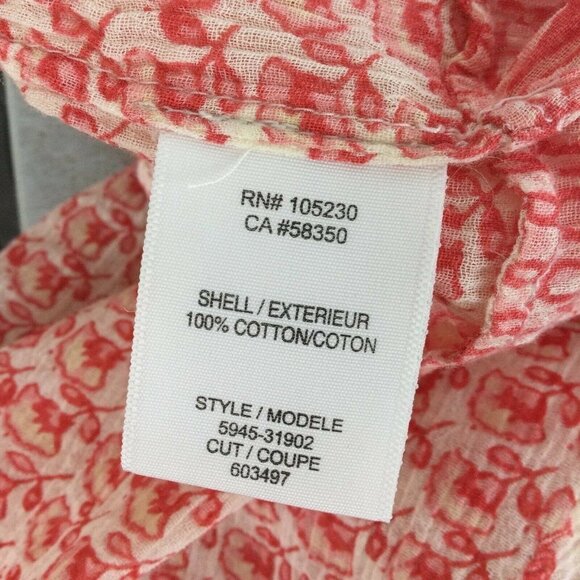 RN# 105230
CA #58350
SHELL / EXTERIEUR
100% COTTON/COTON
STYLE / MODELE
5945-31902
CUT / COUPE
603497